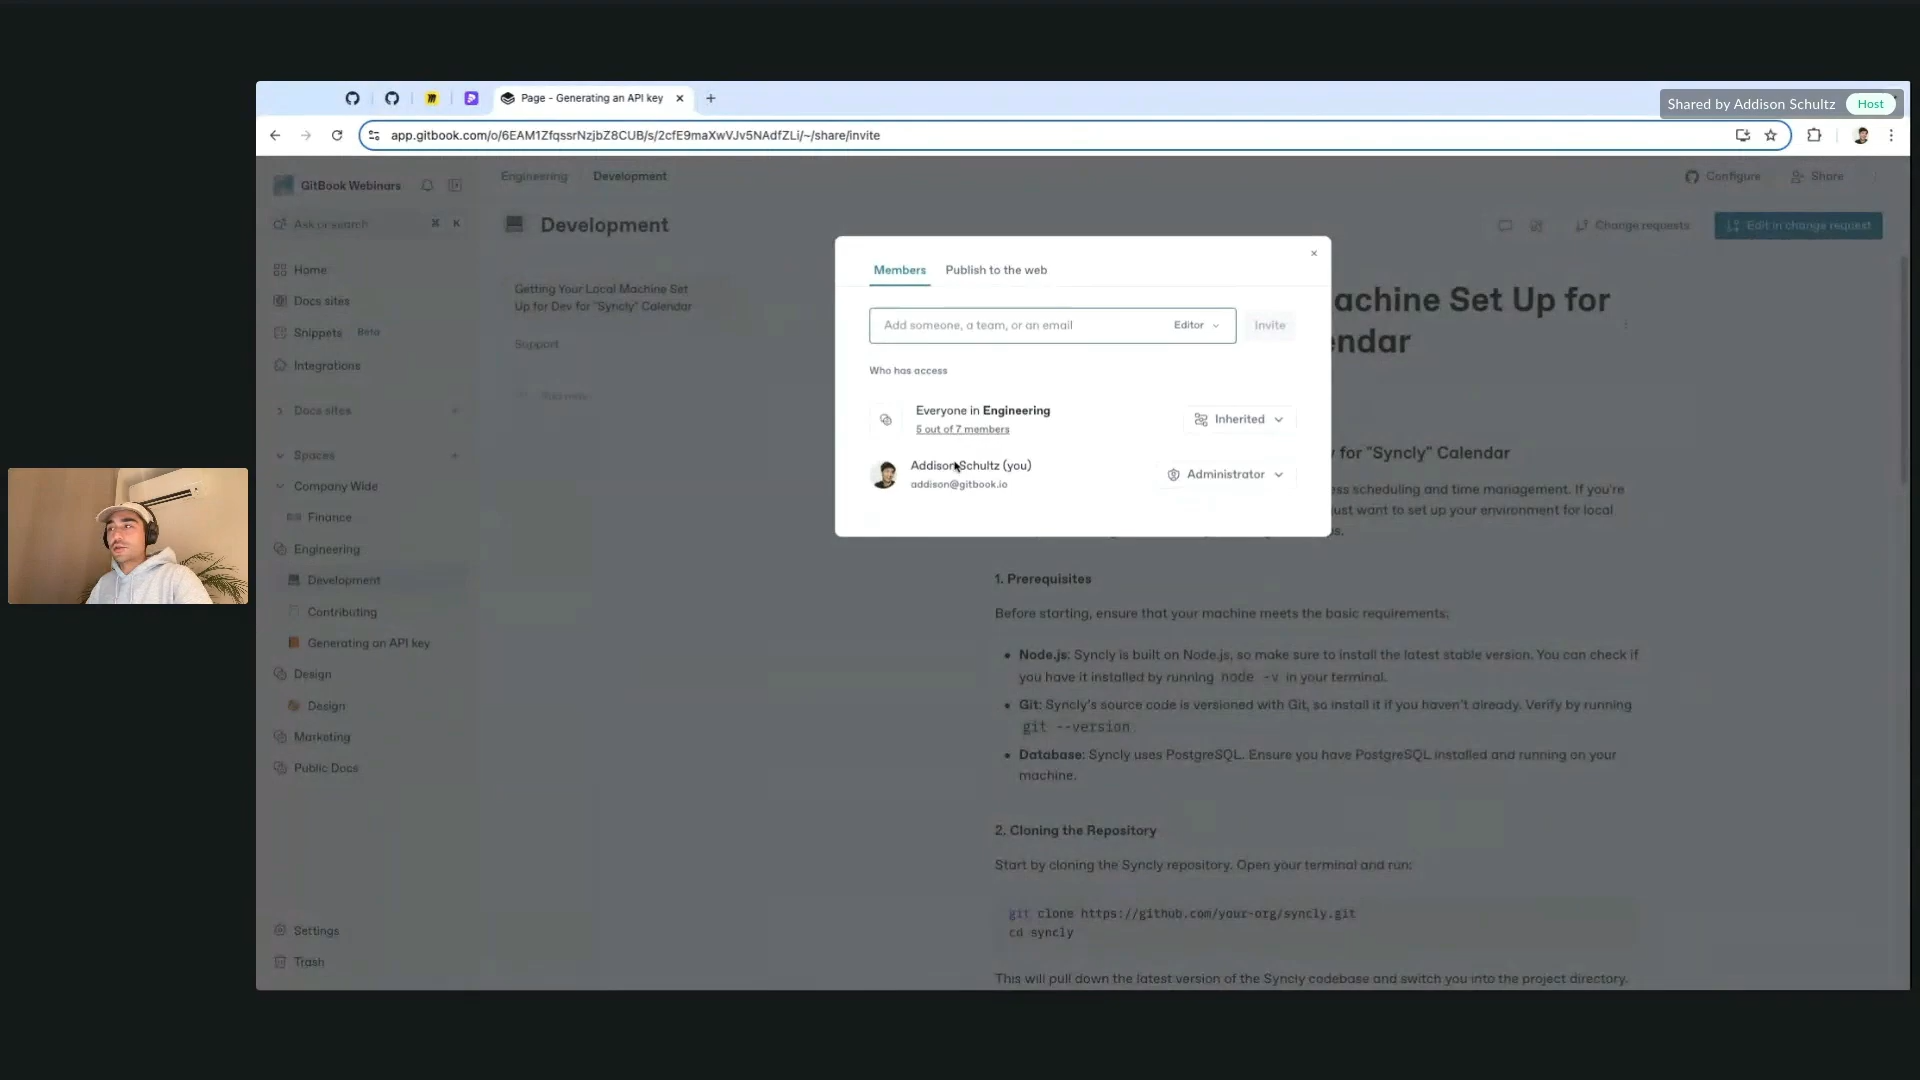 Page - Generating an API key
Shared by Addison Schultz
Host
app.gitbook.com/o/6EAM1ZfqssrNzjbZ8CUB/s/2cfE9maXwVJv5NAdfZLi/~/share/invite
GitBook Webinars
Engineering
Development
Configure
Share
Ask or search
⌘ K
Development
Change requests
Edit in change request
Home
Docs sites
Snippets
Beta
Integrations
Docs sites
Spaces
Company Wide
Finance
Engineering
Development
Contributing
Generating an API key
Design
Design
Marketing
Public Docs
Settings
Trash
Getting Your Local Machine Set
Up for Dev for "Syncly" Calendar
Support
Members
Publish to the web
Add someone, a team, or an email
Editor
Invite
Who has access
Everyone in Engineering
5 out of 7 members
Inherited
Addison Schultz (you)
addison@gitbook.io
Administrator
achine Set Up for
endar
for "Syncly" Calendar
ss scheduling and time management. If you're
ust want to set up your environment for local
1. Prerequisites
Before starting, ensure that your machine meets the basic requirements:
• Node.js: Syncly is built on Node.js, so make sure to install the latest stable version. You can check if
you have it installed by running node -v in your terminal.
• Git: Syncly's source code is versioned with Git, so install it if you haven't already. Verify by running
git --version
• Database: Syncly uses PostgreSQL. Ensure you have PostgreSQL installed and running on your
machine.
2. Cloning the Repository
Start by cloning the Syncly repository. Open your terminal and run:
git clone https://github.com/your-org/syncly.git
cd syncly
This will pull down the latest version of the Syncly codebase and switch you into the project directory.